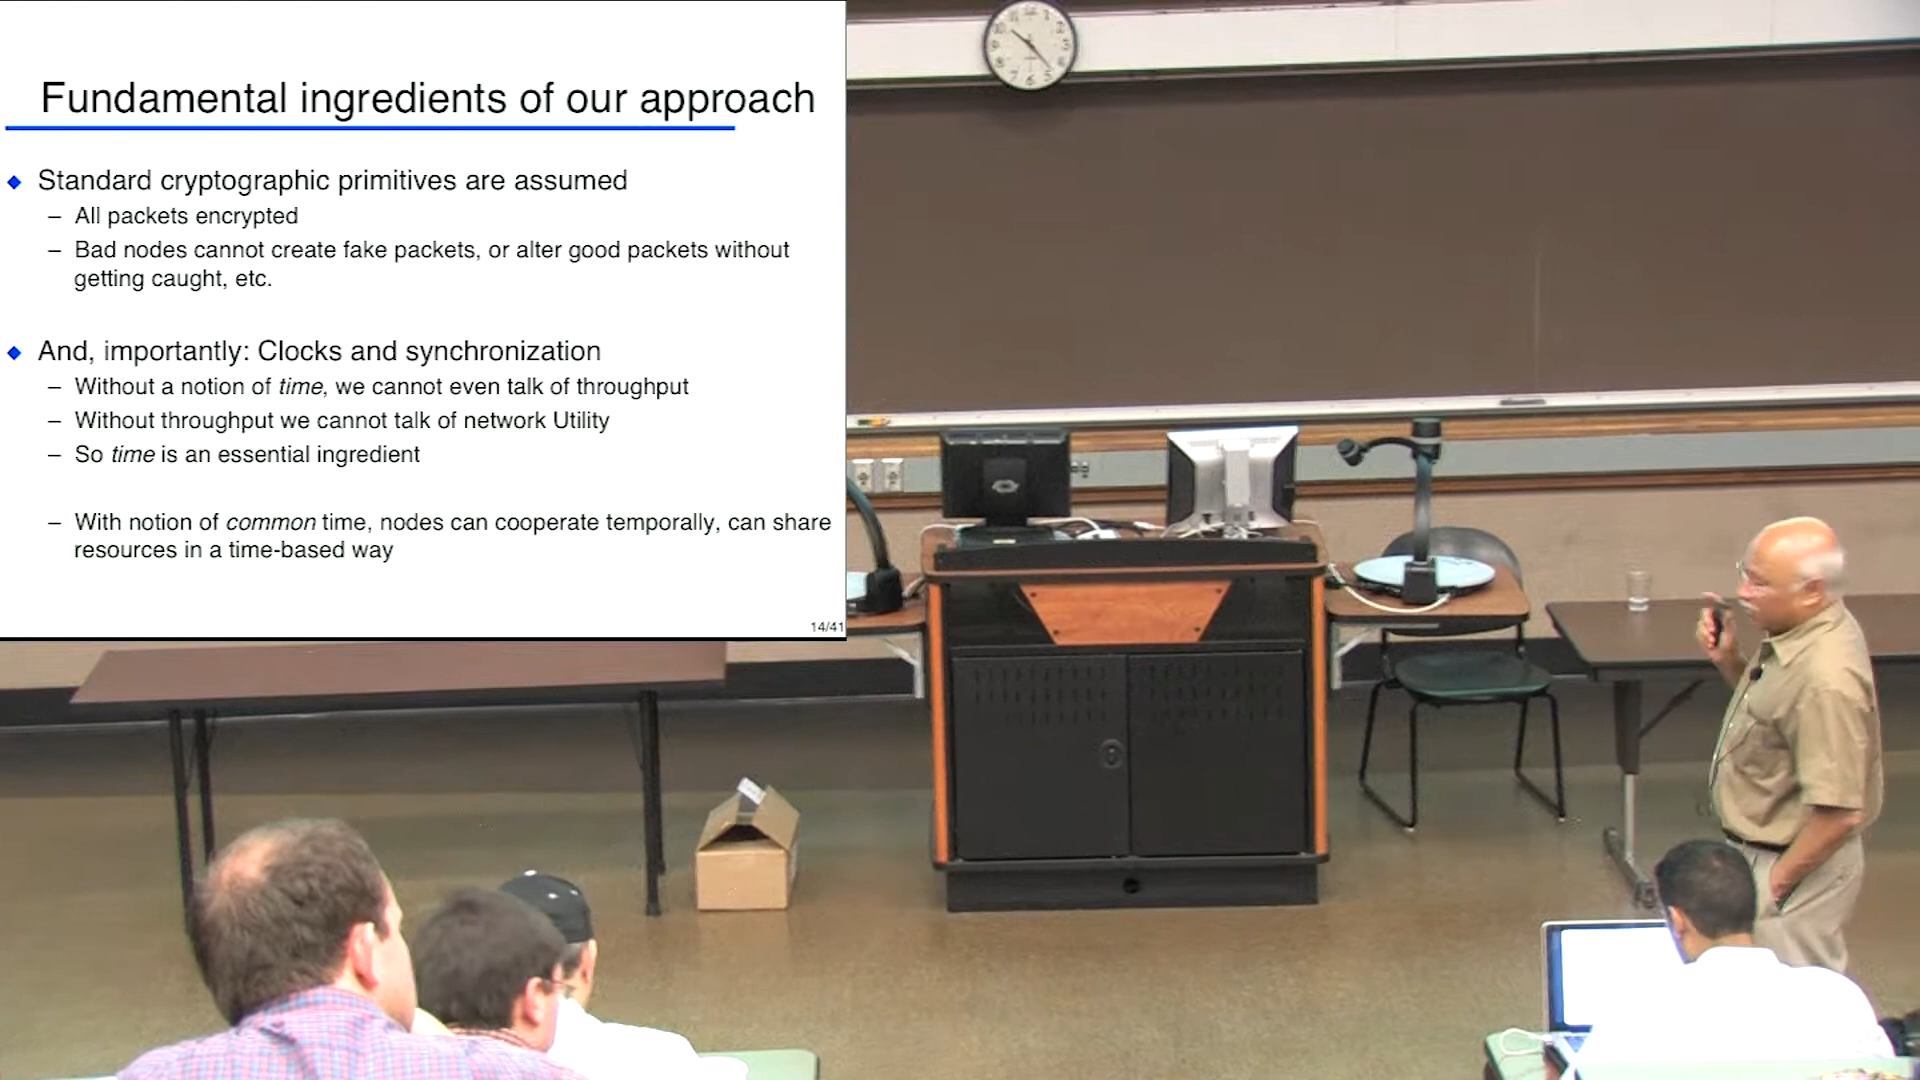 Fundamental ingredients of our approach
Standard cryptographic primitives are assumed
– All packets encrypted
– Bad nodes cannot create fake packets, or alter good packets without
getting caught, etc.
And, importantly: Clocks and synchronization
– Without a notion of time, we cannot even talk of throughput
– Without throughput we cannot talk of network Utility
– So time is an essential ingredient
– With notion of common time, nodes can cooperate temporally, can share
resources in a time-based way
14/41